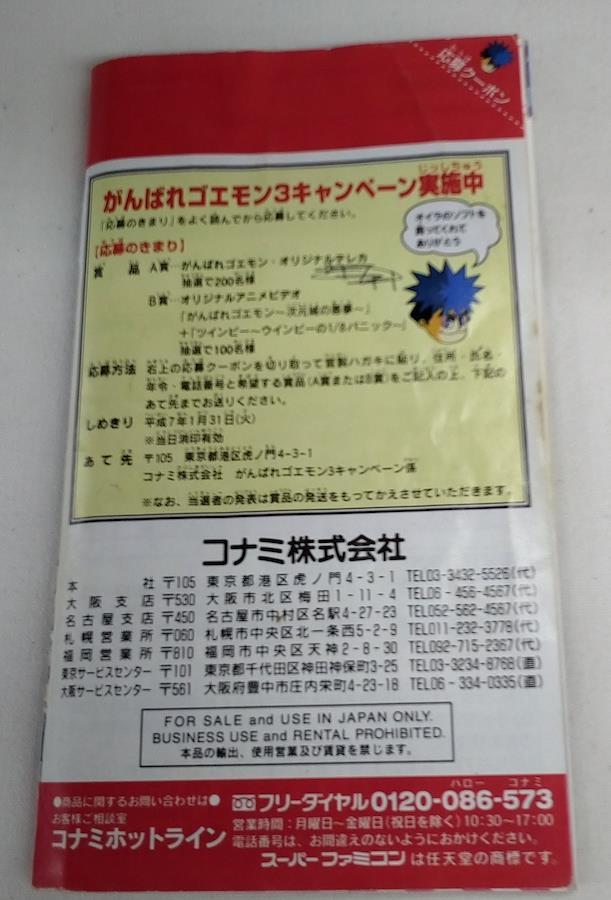 応募クーポン
がんばれゴエモン3キャンペーン実施中
「応募のきまり」をよく読んでから応募してください。
オイラのソフトを
買ってくれて
ありがとう
[応募のきまり]
賞品 A賞…がんばれゴエモン・オリジナルテレカ
抽選で200名様
B賞…オリジナルアニメビデオ
「がんばれゴエモン〜次元城の悪夢〜」
+「ツインビー〜ウインビーの1/8パニック〜」
抽選で100名様
応募方法 右上の応募クーポンを切り取って官製ハガキに貼り、住所・氏名・
年令・電話番号と希望する賞品(A賞またはB賞)をご記入の上、下記の
あて先までお送りください。
しめきり 平成7年1月31日(火)
※当日消印有効
あて先 〒105 東京都港区虎ノ門4-3-1
コナミ株式会社 がんばれゴエモン3キャンペーン係
※なお、当選者の発表は賞品の発送をもってかえさせていただきます。
コナミ株式会社
本社 〒105 東京都港区虎ノ門4-3-1 TEL03-3432-5526(代)
大阪支店 〒530 大阪市北区梅田1-11-4 TEL06-456-4567(代)
名古屋支店 〒450 名古屋市中村区名駅4-27-23 TEL052-562-4567(代)
札幌営業所 〒060 札幌市中央区北一条西5-2-9 TEL011-232-3778(代)
福岡営業所 〒810 福岡市中央区天神2-8-30 TEL092-715-2367(代)
東京サービスセンター 〒101 東京都千代田区神田神保町3-25 TEL03-3234-8768(直)
大阪サービスセンター 〒561 大阪府豊中市庄内栄町4-23-18 TEL06-334-0335(直)
FOR SALE and USE IN JAPAN ONLY.
BUSINESS USE and RENTAL PROHIBITED.
本品の輸出、使用営業及び賃貸を禁じます。
●商品に関するお問い合わせは●
お客様ご相談室
コナミホットライン
ハロー コナミ
フリーダイヤル0120-086-573
営業時間:月曜日〜金曜日(祝日を除く)10:30〜17:00
電話番号は、お間違えのないようにおかけください。
スーパーファミコンは任天堂の商標です。